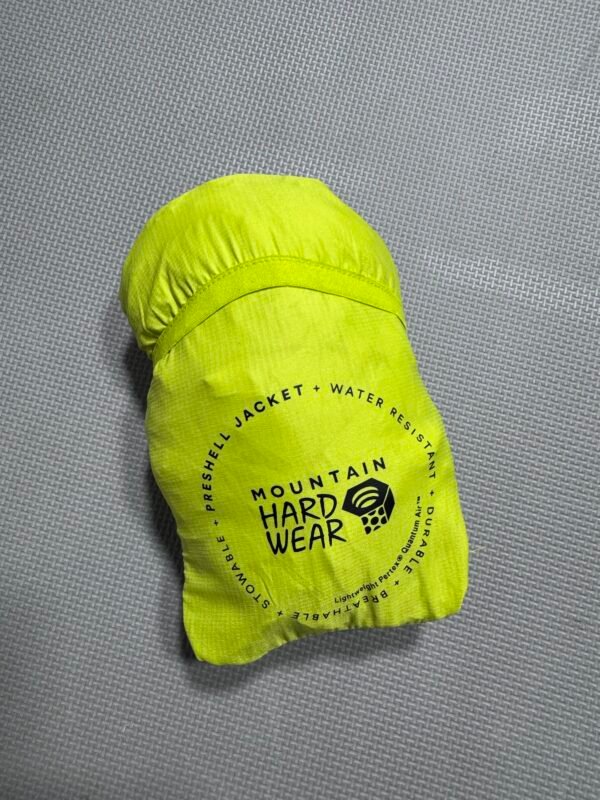 PRESHELL JACKET + WATER RESISTANT + DURABLE + BREATHABLE + STOWABLE +
MOUNTAIN
HARD
WEAR
Lightweight Pertex® Quantum Air™